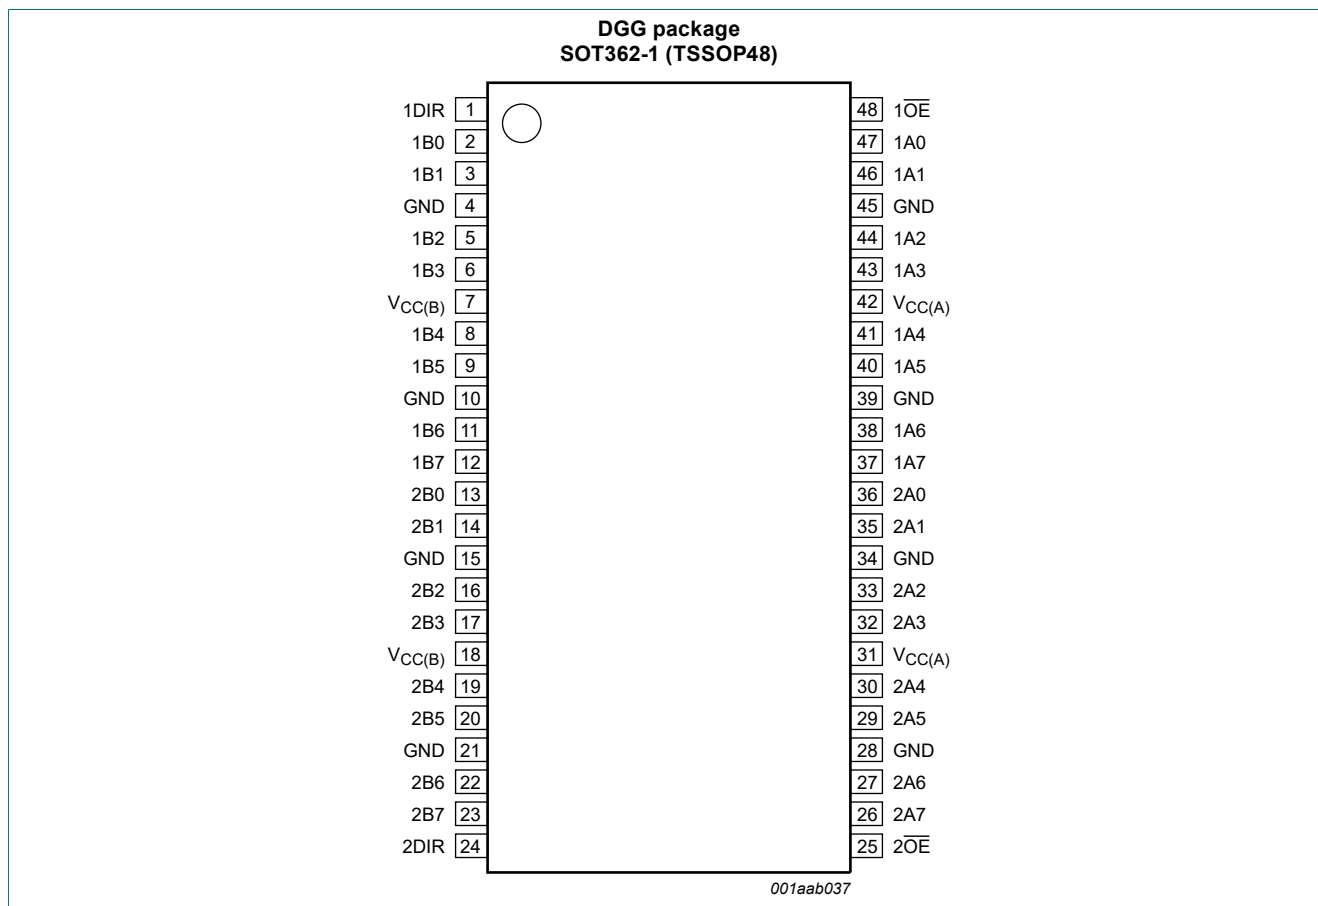 DGG package
SOT362-1 (TSSOP48)
1DIR 1 48 1O̅E̅
1B0 2 47 1A0
1B1 3 46 1A1
GND 4 45 GND
1B2 5 44 1A2
1B3 6 43 1A3
VCC(B) 7 42 VCC(A)
1B4 8 41 1A4
1B5 9 40 1A5
GND 10 39 GND
1B6 11 38 1A6
1B7 12 37 1A7
2B0 13 36 2A0
2B1 14 35 2A1
GND 15 34 GND
2B2 16 33 2A2
2B3 17 32 2A3
VCC(B) 18 31 VCC(A)
2B4 19 30 2A4
2B5 20 29 2A5
GND 21 28 GND
2B6 22 27 2A6
2B7 23 26 2A7
2DIR 24 25 2O̅E̅
001aab037